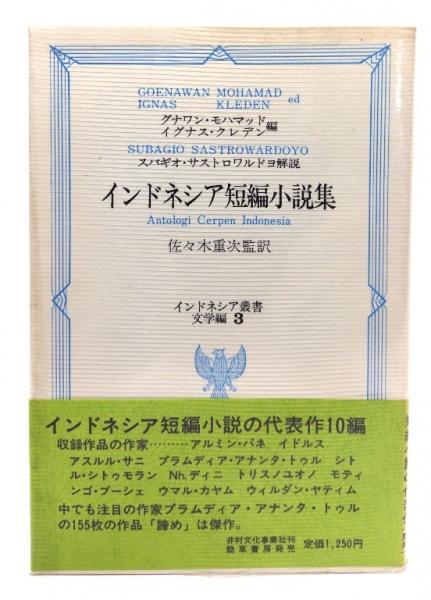 GOENAWAN MOHAMAD
IGNAS KLEDEN ed
グナワン・モハマッド
イグナス・クレデン 編
SUBAGIO SASTROWARDOYO
スバギオ・サストロワルドヨ解説
インドネシア短編小説集
Antologi Cerpen Indonesia
佐々木重次監訳
インドネシア叢書
文学編 3
インドネシア短編小説の代表作10編
収録作品の作家………アルミン・パネ イドルス
アスルル・サニ プラムディア・アナンタ・トゥル シト
ル・シトゥモラン Nh.ディニ トリスノユオノ モティ
ンゴ・ブーシェ ウマル・カヤム ウィルダン・ヤティム
中でも注目の作家プラムディア・アナンタ・トゥル
の155枚の作品「諦め」は傑作。
井村文化事業社刊
勁草書房発売
定価1,250円